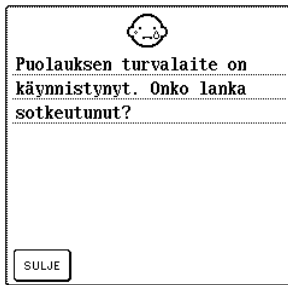 Puolauksen turvalaite on
käynnistynyt. Onko lanka
sotkeutunut?
SULJE